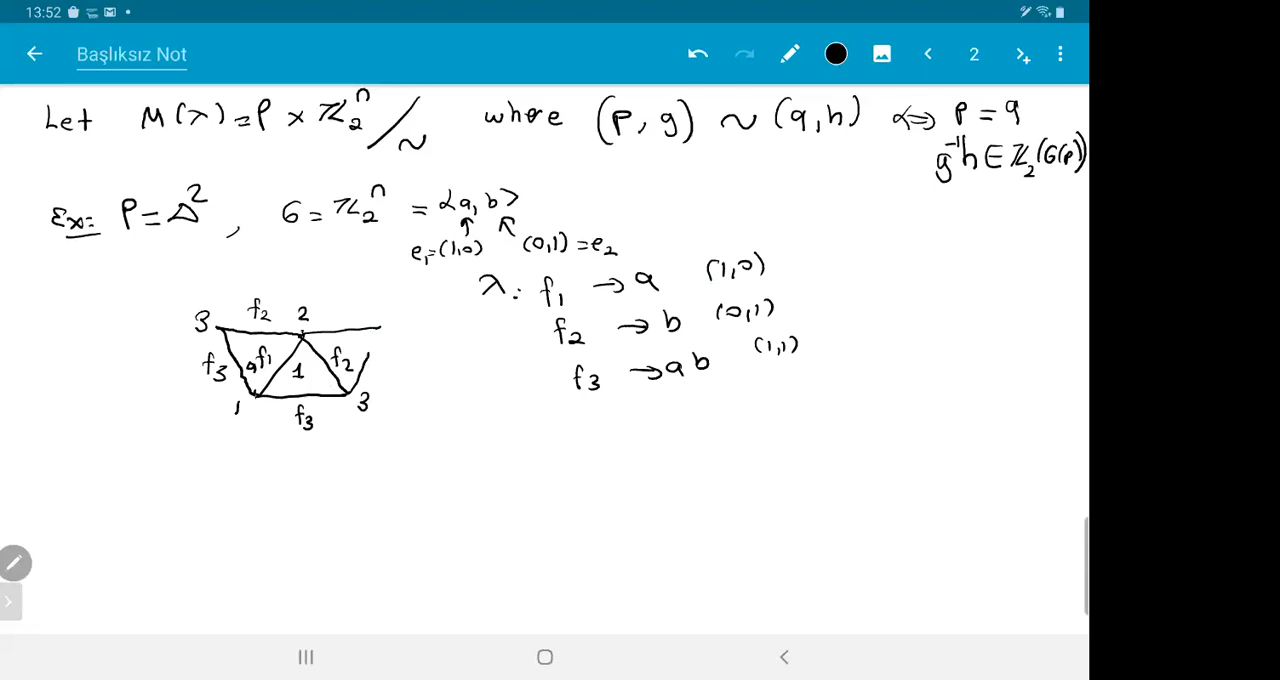 13:52
Başlıksız Not
2
Let M(λ) = P × ℤ₂ⁿ/~ where (p, g) ~ (q, h) ⇔ p = q
g⁻¹h ∈ ℤ₂(G(p))
Ex: P = Δ², G = ℤ₂ⁿ = <a, b>
e₁=(1,0) (0,1)=e₂
λ: f₁ → a (1,0)
f₂ → b (0,1)
f₃ → ab (1,1)
3 f₂ 2
f₃ a f₁ 1 f₂
1 f₃ 3